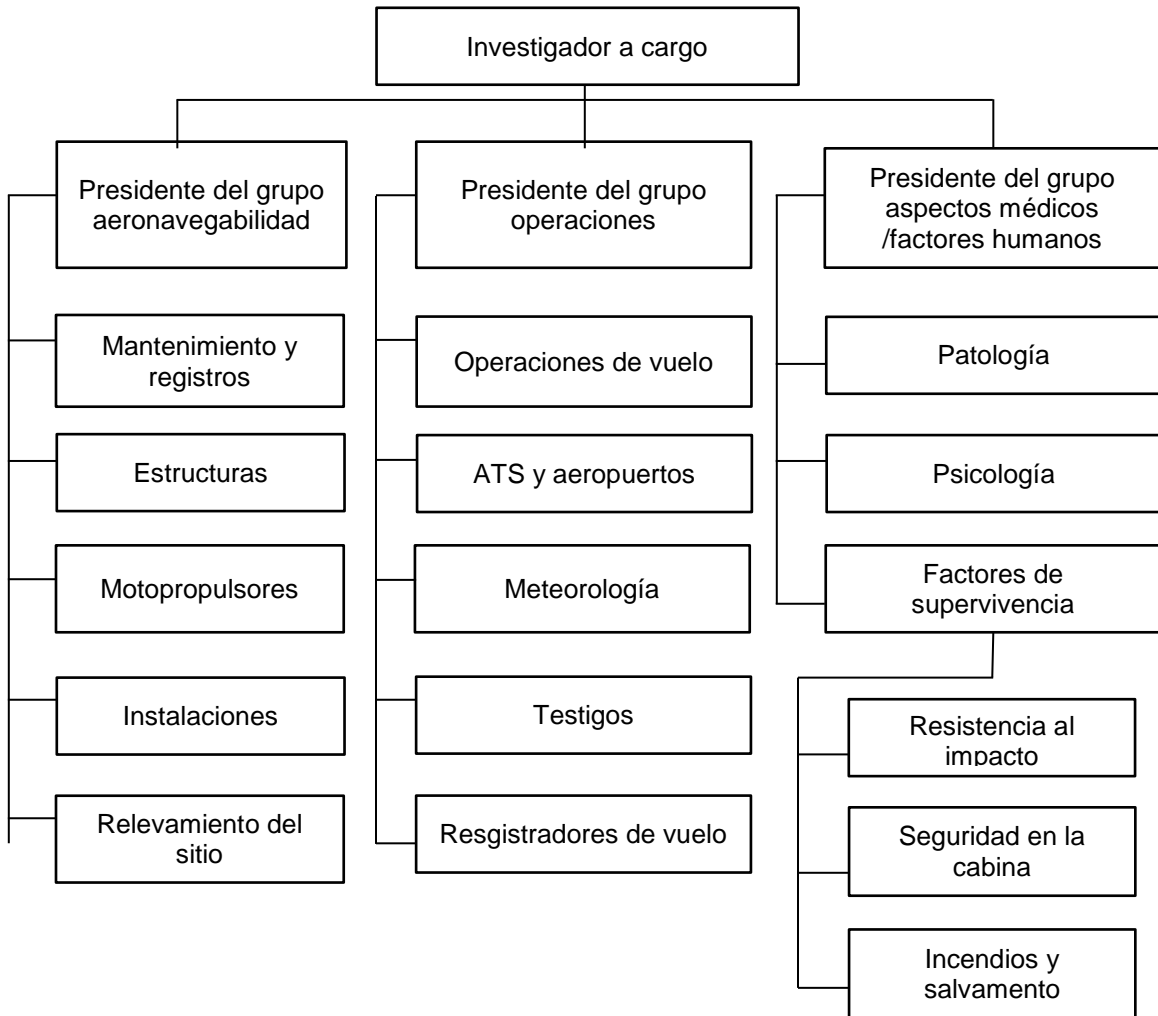 Investigador a cargo
Presidente del grupo
aeronavegabilidad
Mantenimiento y
registros
Estructuras
Motopropulsores
Instalaciones
Relevamiento del
sitio
Presidente del grupo
operaciones
Operaciones de vuelo
ATS y aeropuertos
Meteorología
Testigos
Resgistradores de vuelo
Presidente del grupo
aspectos médicos
/factores humanos
Patología
Psicología
Factores de
supervivencia
Resistencia al
impacto
Seguridad en la
cabina
Incendios y
salvamento